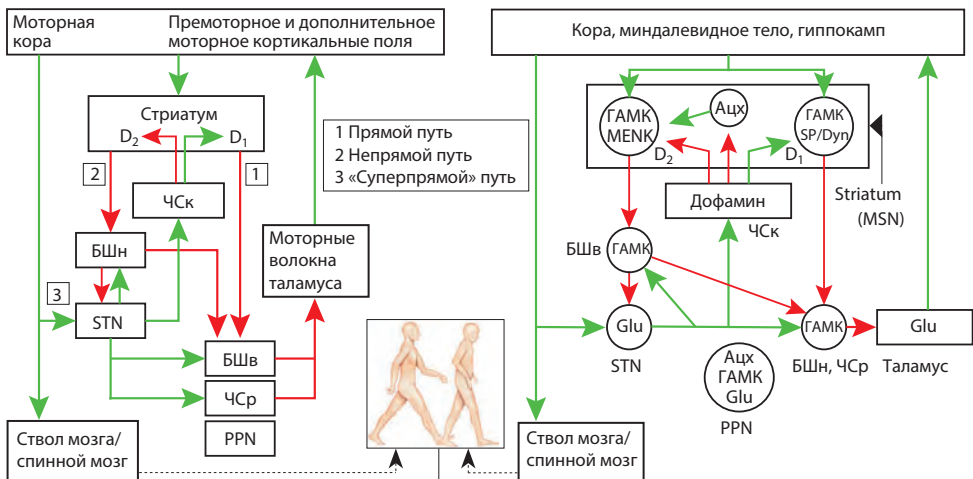 Моторная
кора
Премоторное и дополнительное
моторное кортикальные поля
Стриатум
D2
D1
2
1
ЧСк
БШн
3
STN
БШв
ЧСр
PPN
Моторные
волокна
таламуса
Ствол мозга/
спинной мозг
1 Прямой путь
2 Непрямой путь
3 «Суперпрямой» путь
Кора, миндалевидное тело, гиппокамп
ГАМК
MENK
Ацх
ГАМК
SP/Dyn
D2
D1
Дофамин
ЧСк
Striatum
(MSN)
БШв
ГАМК
Glu
STN
Ацх
ГАМК
Glu
PPN
ГАМК
БШн, ЧСр
Glu
Таламус
Ствол мозга/
спинной мозг